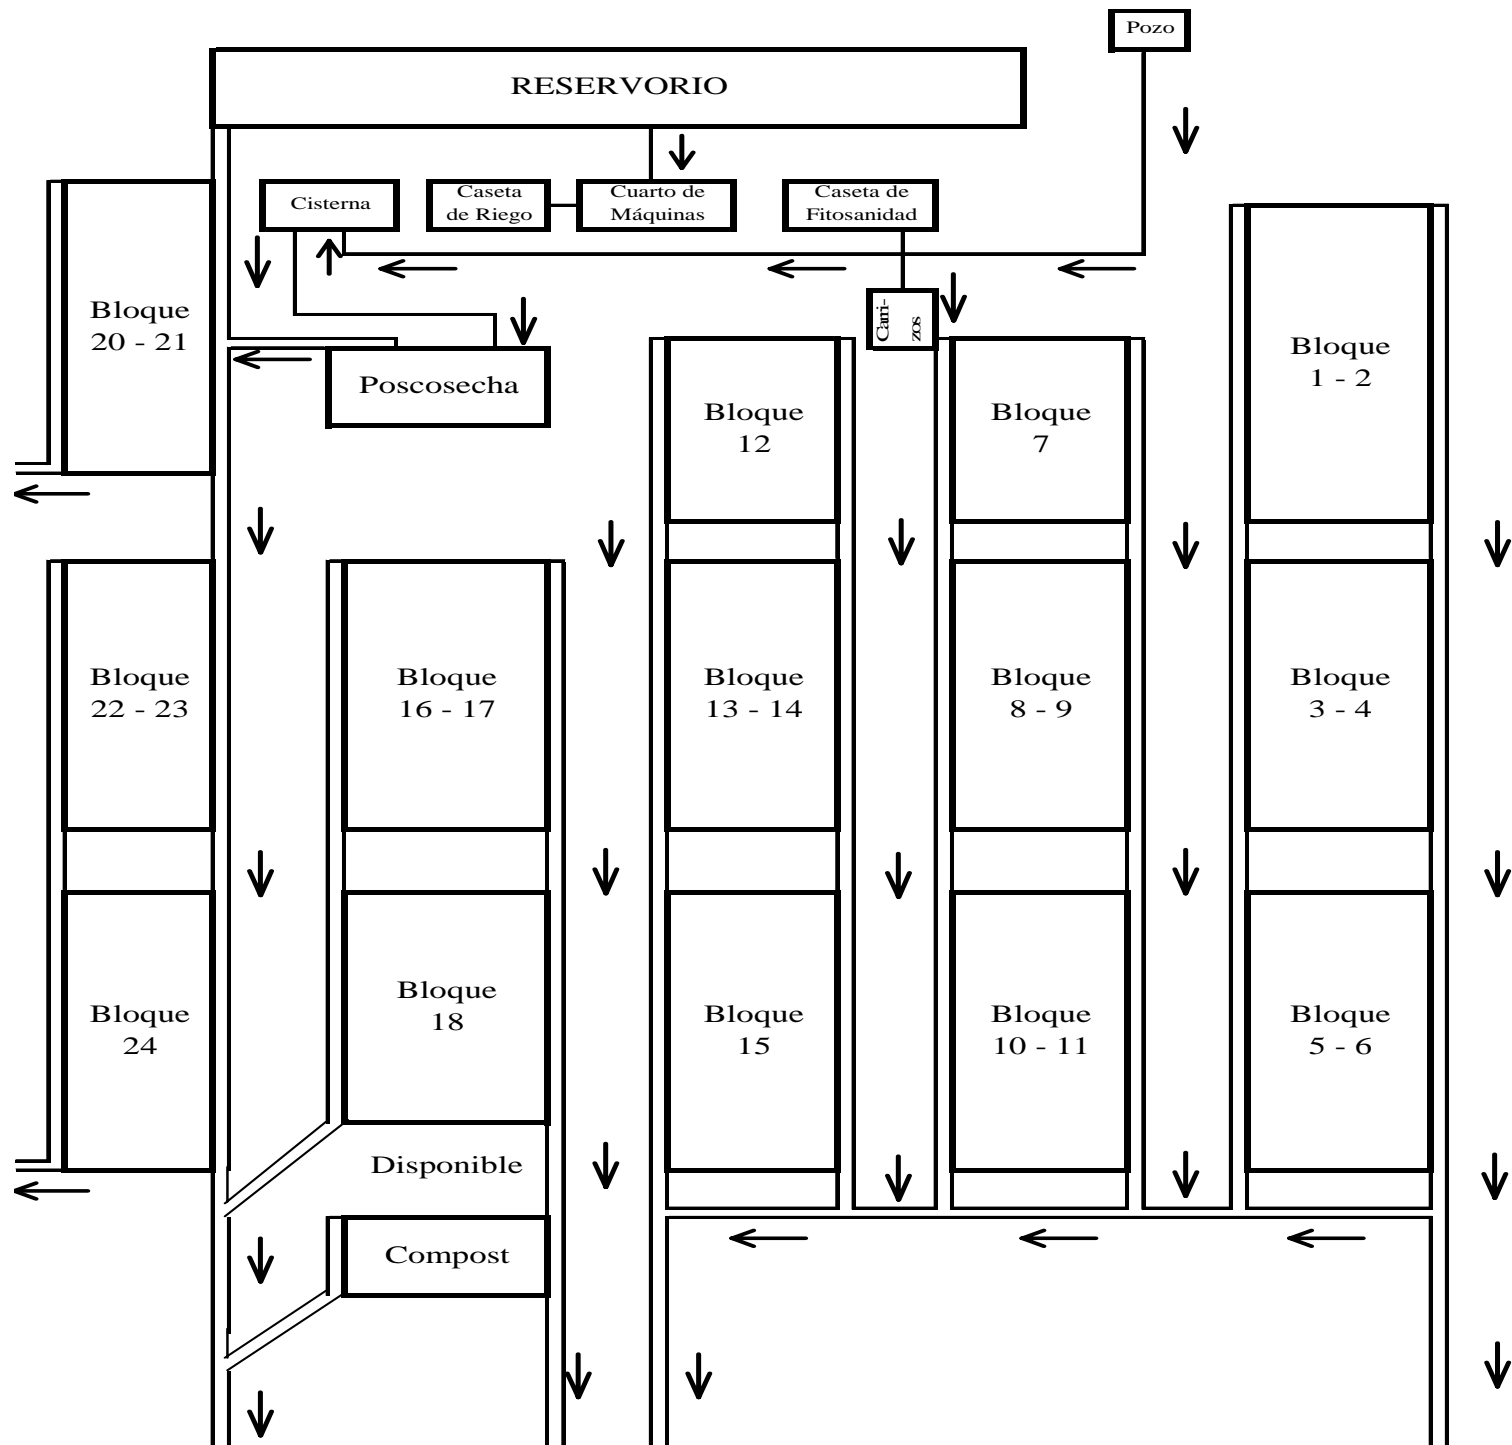 Pozo
RESERVORIO
Cisterna
Caseta
de Riego
Cuarto de
Máquinas
Caseta de
Fitosanidad
Carri-
zos
Bloque
20 - 21
Poscosecha
Bloque
12
Bloque
7
Bloque
1 - 2
Bloque
22 - 23
Bloque
16 - 17
Bloque
13 - 14
Bloque
8 - 9
Bloque
3 - 4
Bloque
24
Bloque
18
Bloque
15
Bloque
10 - 11
Bloque
5 - 6
Disponible
Compost